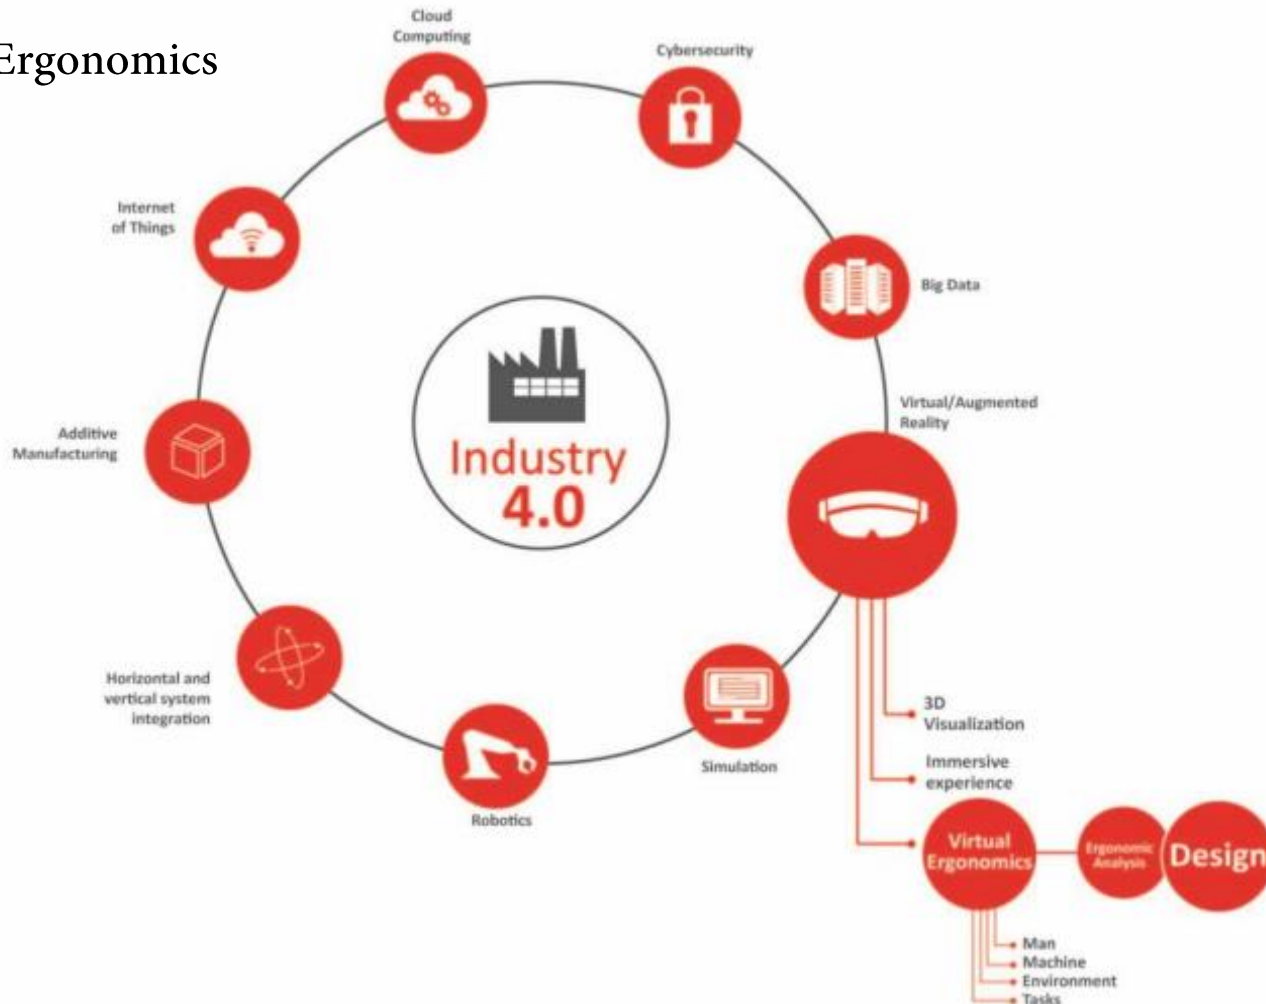 Ergonomics
Cloud
Computing
Cybersecurity
Internet
of Things
Big Data
Virtual/Augmented
Reality
Additive
Manufacturing
Industry
4.0
Horizontal and
vertical system
integration
3D
Visualization
Simulation
Immersive
experience
Robotics
Virtual
Ergonomics
Ergonomic
Analysis
Design
Man
Machine
Environment
Tasks